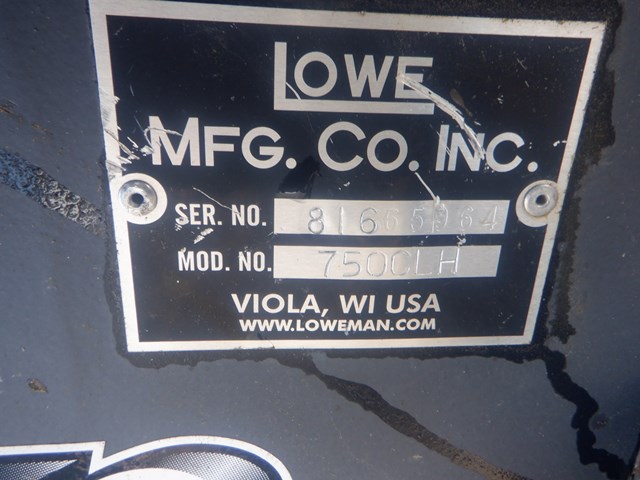 LOWE
MFG. CO. INC.
SER. NO. 81665964
MOD. NO. 750CLH
VIOLA, WI USA
WWW.LOWEMAN.COM